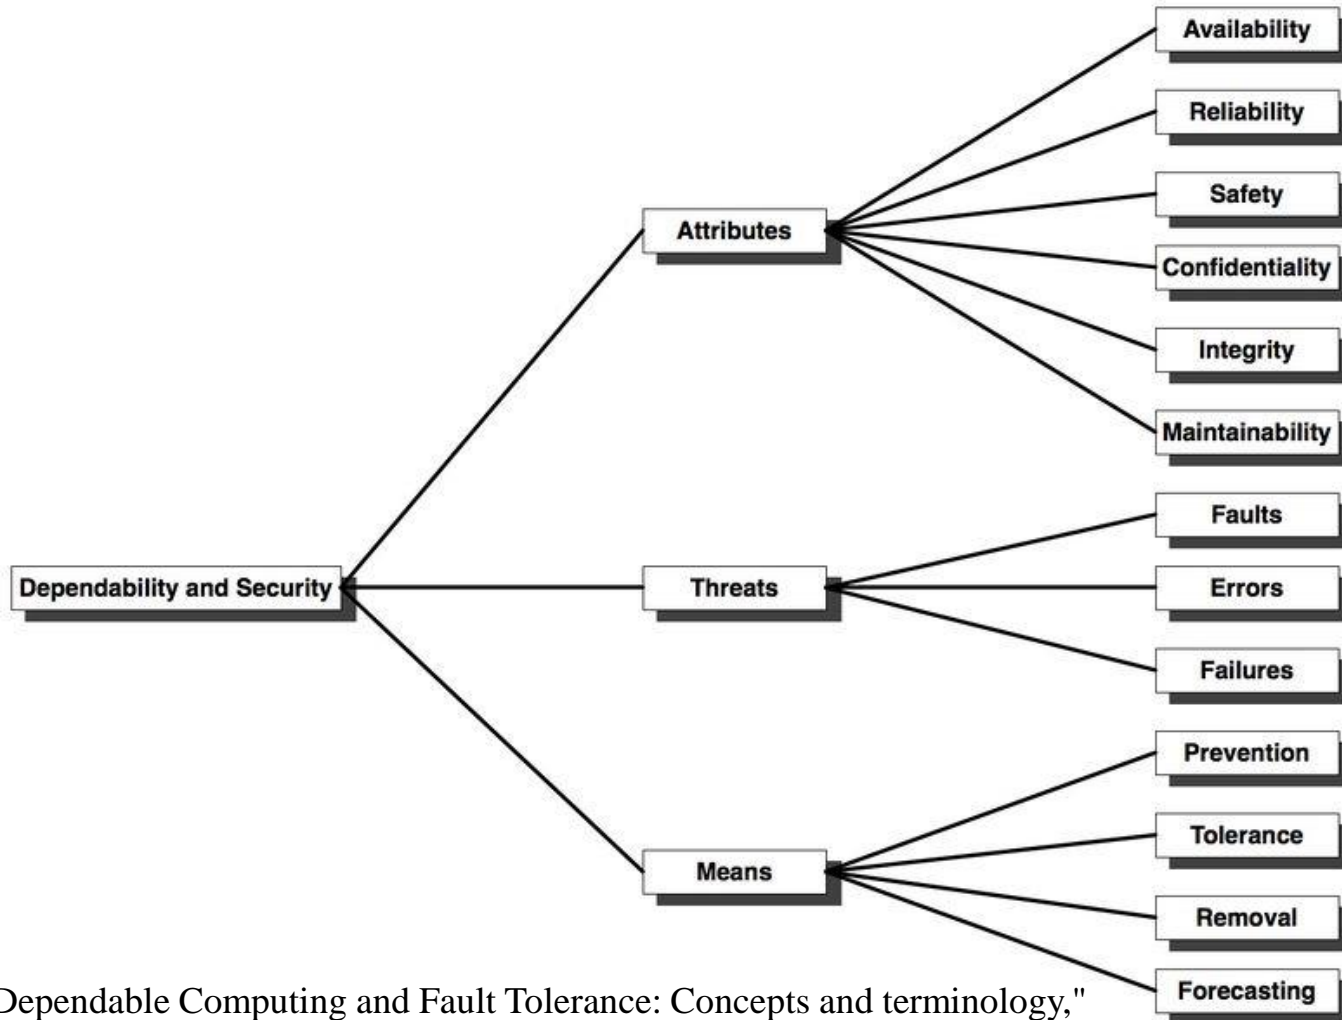 Availability
Reliability
Safety
Attributes
Confidentiality
Integrity
Maintainability
Faults
Dependability and Security
Threats
Errors
Failures
Prevention
Tolerance
Means
Removal
Forecasting
Dependable Computing and Fault Tolerance: Concepts and terminology,"